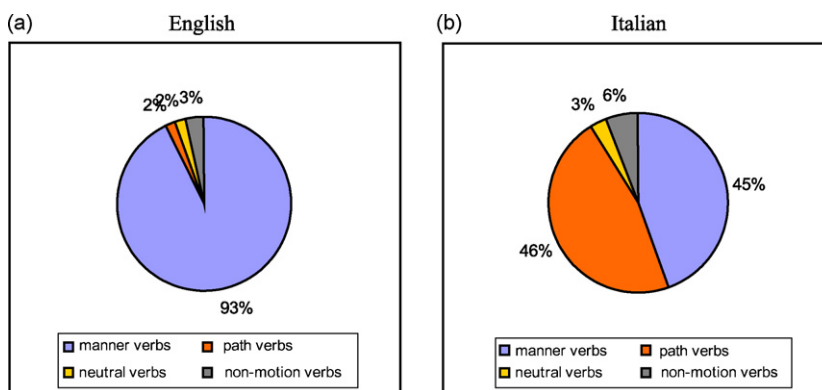 (a) English
2% 2% 3%
93%
manner verbs path verbs
neutral verbs non-motion verbs
(b) Italian
3% 6%
45%
46%
manner verbs path verbs
neutral verbs non-motion verbs